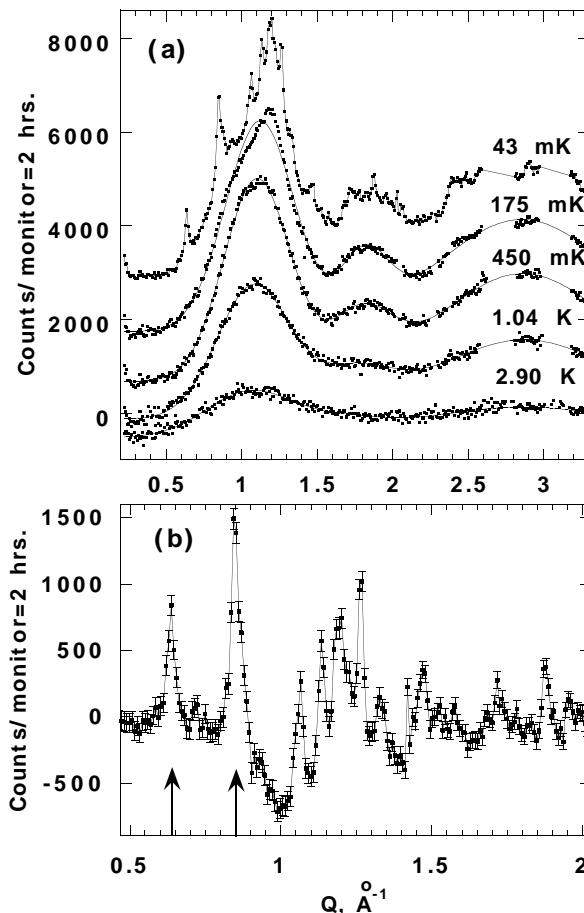 8000
6000
4000
2000
0
Counts/monitor=2 hrs.
(a)
43 mK
175 mK
450 mK
1.04 K
2.90 K
0.5 1 1.5 2 2.5 3
1500
1000
500
0
-500
Counts/monitor=2 hrs.
(b)
0.5 1 1.5 2
Q, Å⁻¹